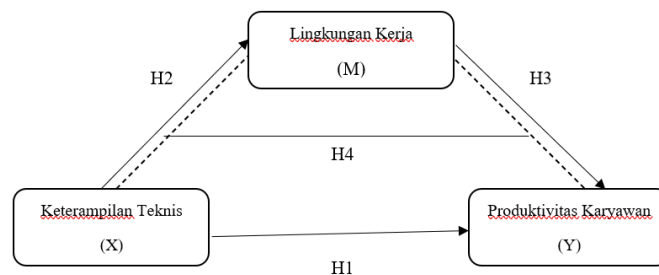 Lingkungan Kerja
(M)
H2
H3
H4
Keterampilan Teknis
(X)
Produktivitas Karyawan
(Y)
H1